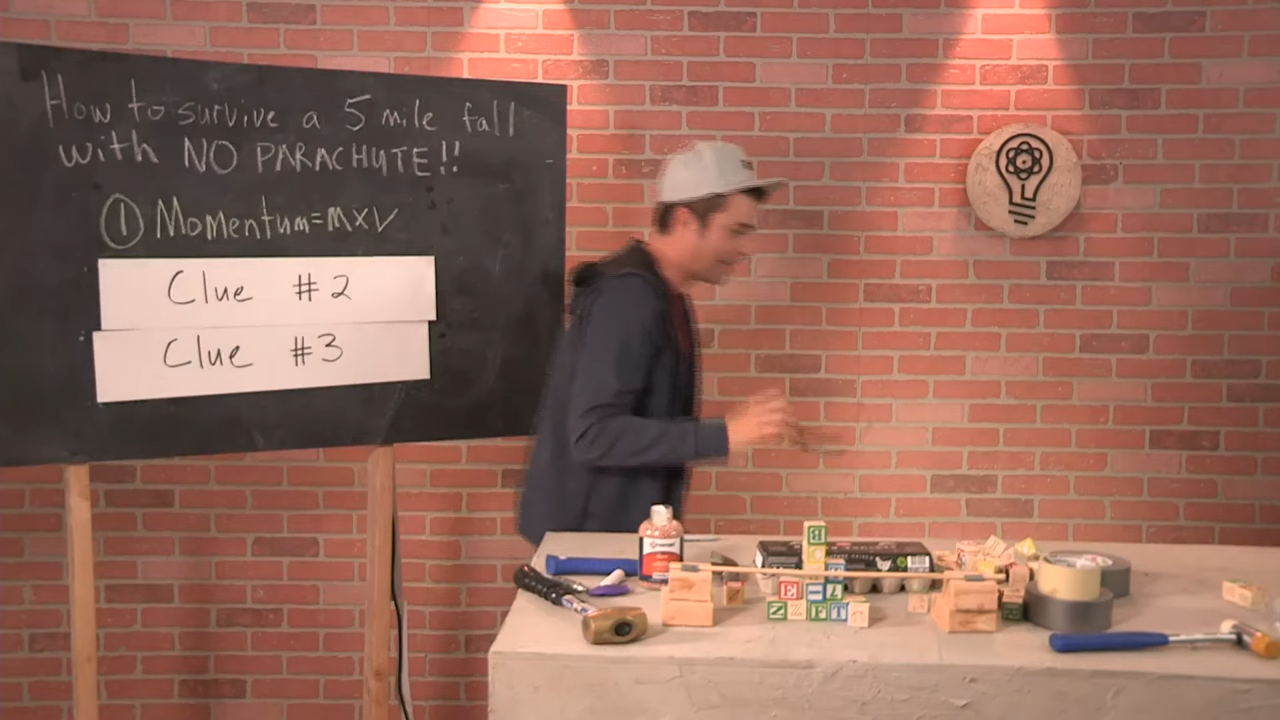 How to survive a 5 mile fall
with NO PARACHUTE!!
① Momentum=mxv
Clue #2
Clue #3